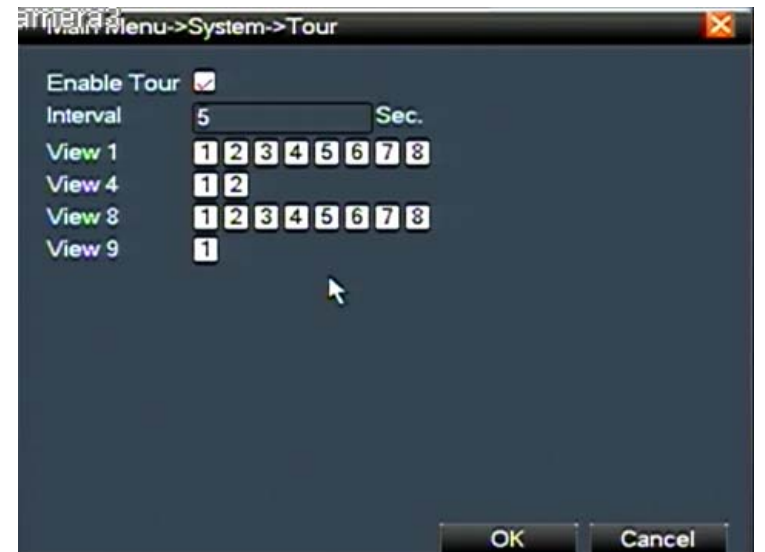 amera3
Main Menu->System->Tour
Enable Tour
Interval 5 Sec.
View 1 1 2 3 4 5 6 7 8
View 4 1 2
View 8 1 2 3 4 5 6 7 8
View 9 1
OK Cancel